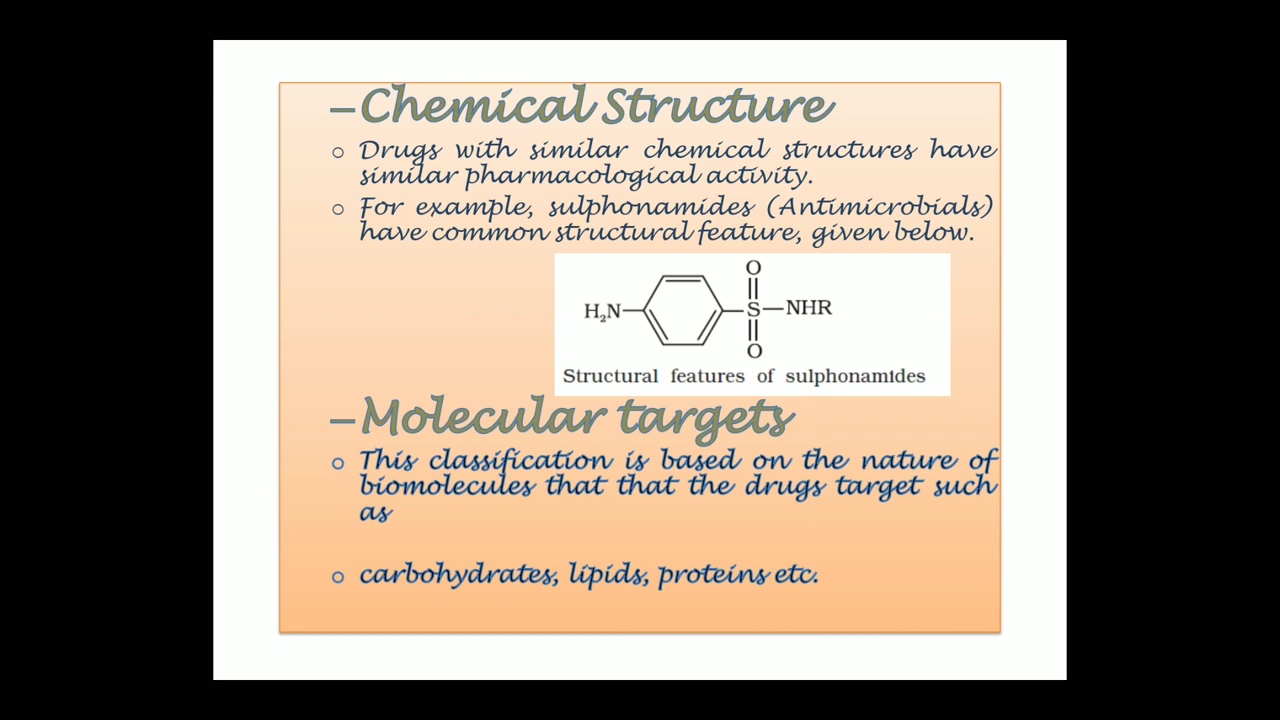 –Chemical Structure
o Drugs with similar chemical structures have
similar pharmacological activity.
o For example, sulphonamides (Antimicrobials)
have common structural feature, given below.
O
H₂N
S
NHR
O
Structural features of sulphonamides
–Molecular targets
o This classification is based on the nature of
biomolecules that that the drugs target such
as
o carbohydrates, lipids, proteins etc.